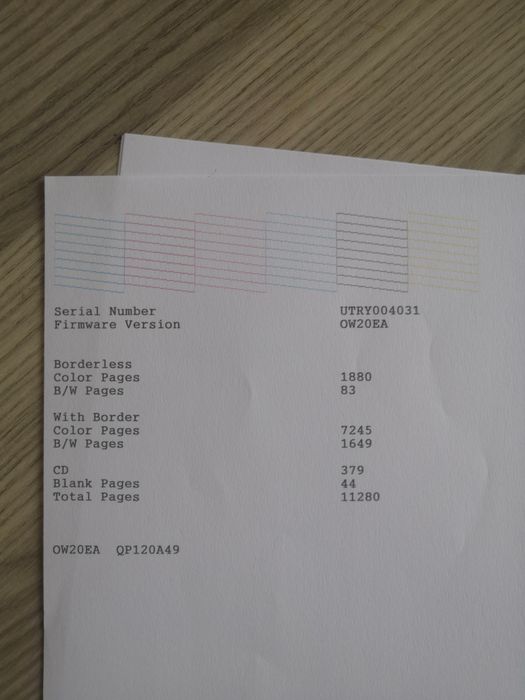 Serial Number UTRY004031
Firmware Version OW20EA
Borderless
Color Pages 1880
B/W Pages 83
With Border
Color Pages 7245
B/W Pages 1649
CD 379
Blank Pages 44
Total Pages 11280
OW20EA QP120A49